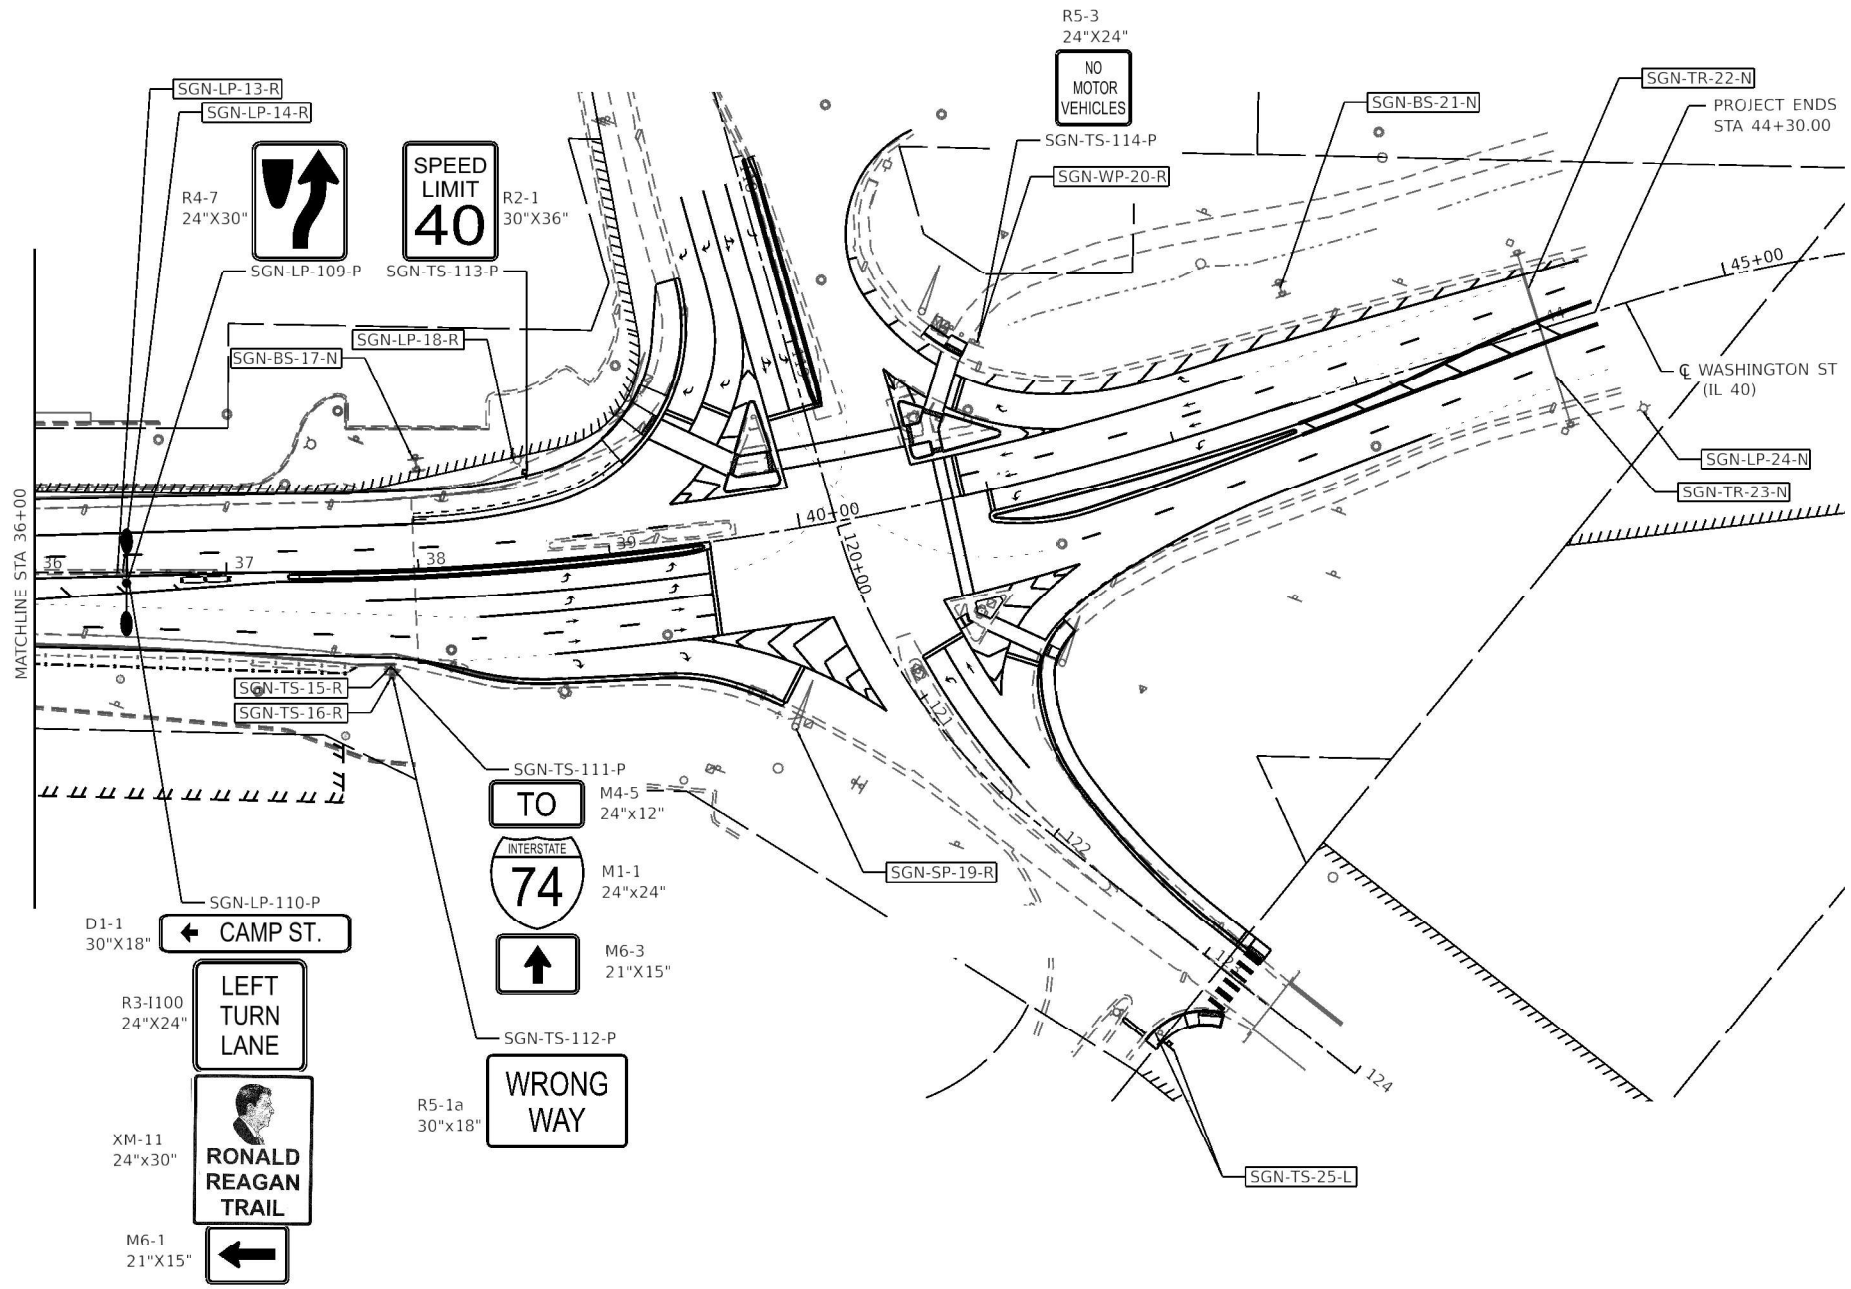 R5-3
24"X24"
NO
MOTOR
VEHICLES
SGN-TS-114-P
SGN-WP-20-R
SGN-BS-21-N
SGN-TR-22-N
PROJECT ENDS
STA 44+30.00
SGN-LP-13-R
SGN-LP-14-R
R4-7
24"X30"
SGN-LP-109-P
SPEED
LIMIT
40
R2-1
30"X36"
SGN-TS-113-P
SGN-LP-18-R
SGN-BS-17-N
45+00
44
℄ WASHINGTON ST
(IL 40)
SGN-LP-24-N
SGN-TR-23-N
MATCHLINE STA 36+00
36
37
38
39
40+00
120+00
121
122
123
124
SGN-TS-15-R
SGN-TS-16-R
SGN-TS-111-P
TO
M4-5
24"x12"
INTERSTATE
74
M1-1
24"x24"
M6-3
21"X15"
SGN-TS-112-P
WRONG
WAY
R5-1a
30"x18"
SGN-SP-19-R
SGN-LP-110-P
D1-1
30"X18"
CAMP ST.
R3-I100
24"X24"
LEFT
TURN
LANE
XM-11
24"x30"
RONALD
REAGAN
TRAIL
M6-1
21"X15"
SGN-TS-25-L